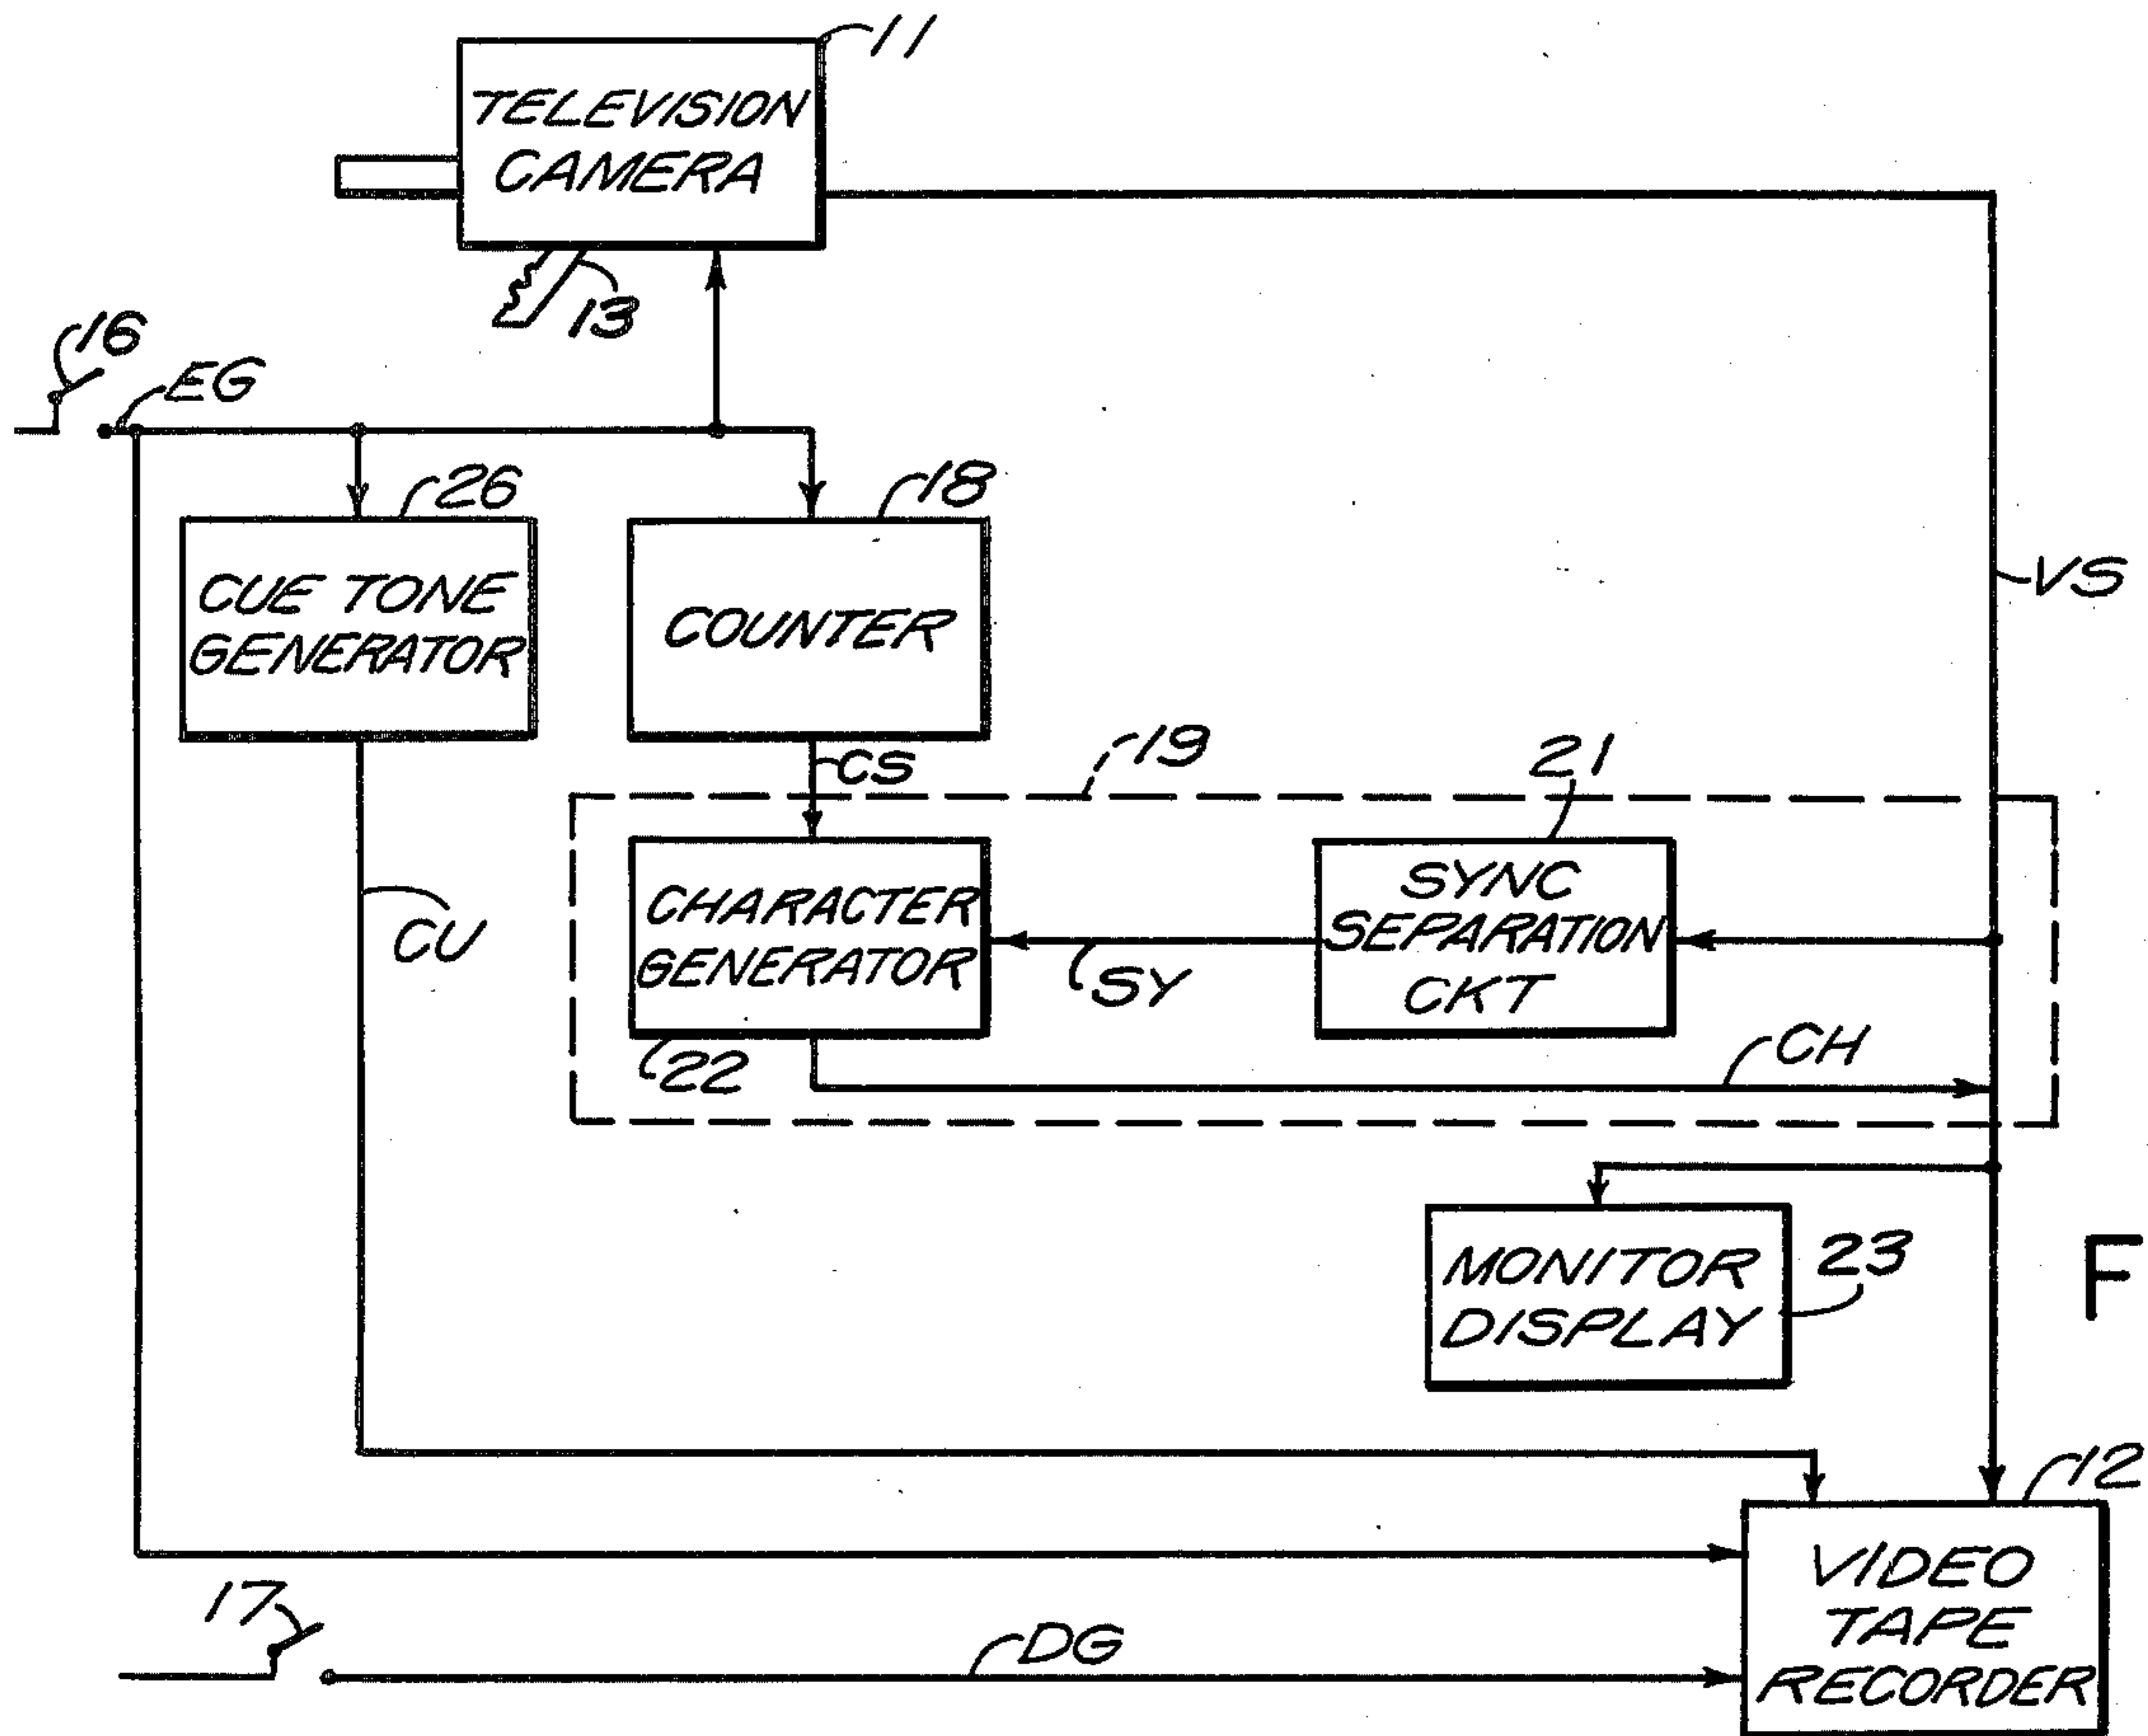 11
TELEVISION
CAMERA
13
16
EG
26
18
VS
CUE TONE
GENERATOR
COUNTER
CS
19
21
CHARACTER
GENERATOR
SYNC
SEPARATION
CKT
CU
SY
22
CH
MONITOR
DISPLAY
23
F
12
VIDEO
TAPE
RECORDER
17
DG